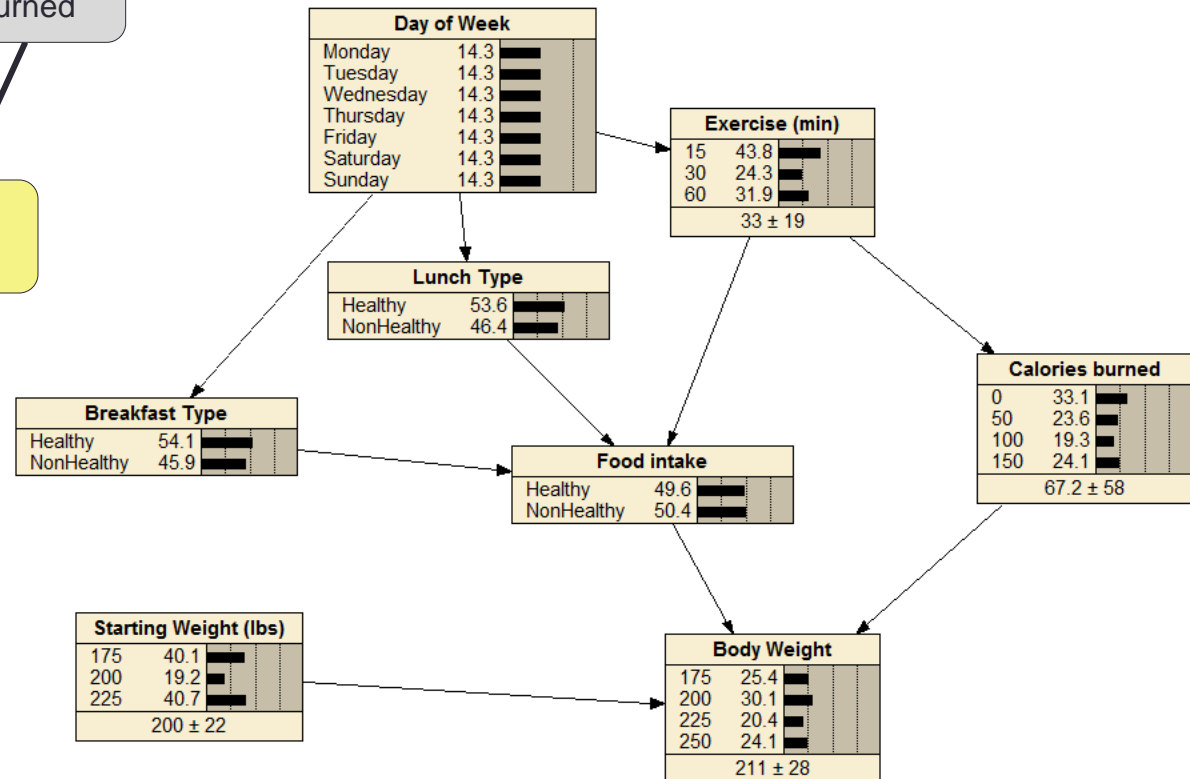 Day of Week
Monday 14.3
Tuesday 14.3
Wednesday 14.3
Thursday 14.3
Friday 14.3
Saturday 14.3
Sunday 14.3
Exercise (min)
15 43.8
30 24.3
60 31.9
33 ± 19
Lunch Type
Healthy 53.6
NonHealthy 46.4
Calories burned
0 33.1
50 23.6
100 19.3
150 24.1
67.2 ± 58
Breakfast Type
Healthy 54.1
NonHealthy 45.9
Food intake
Healthy 49.6
NonHealthy 50.4
Starting Weight (lbs)
175 40.1
200 19.2
225 40.7
200 ± 22
Body Weight
175 25.4
200 30.1
225 20.4
250 24.1
211 ± 28